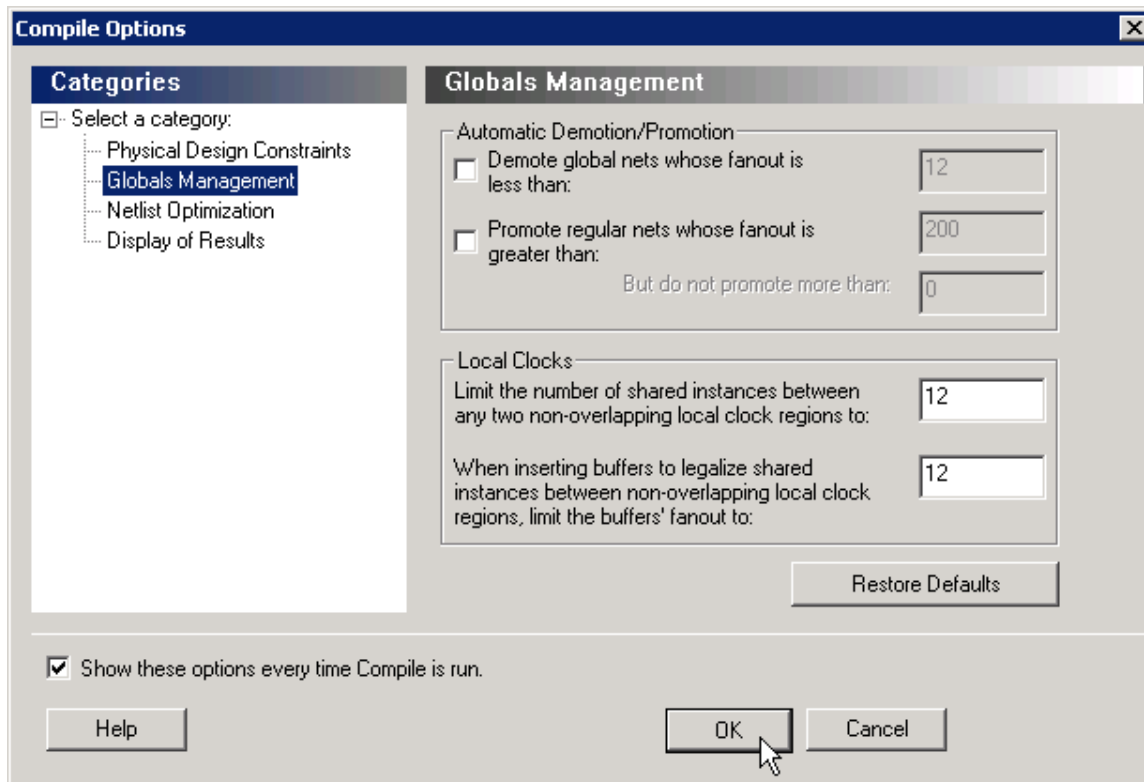 Compile Options
Categories
Select a category:
Physical Design Constraints
Globals Management
Netlist Optimization
Display of Results
Globals Management
Automatic Demotion/Promotion
Demote global nets whose fanout is
less than:
12
Promote regular nets whose fanout is
greater than:
200
But do not promote more than:
0
Local Clocks
Limit the number of shared instances between
any two non-overlapping local clock regions to:
12
When inserting buffers to legalize shared
instances between non-overlapping local clock
regions, limit the buffers' fanout to:
12
Restore Defaults
Show these options every time Compile is run.
Help
OK
Cancel